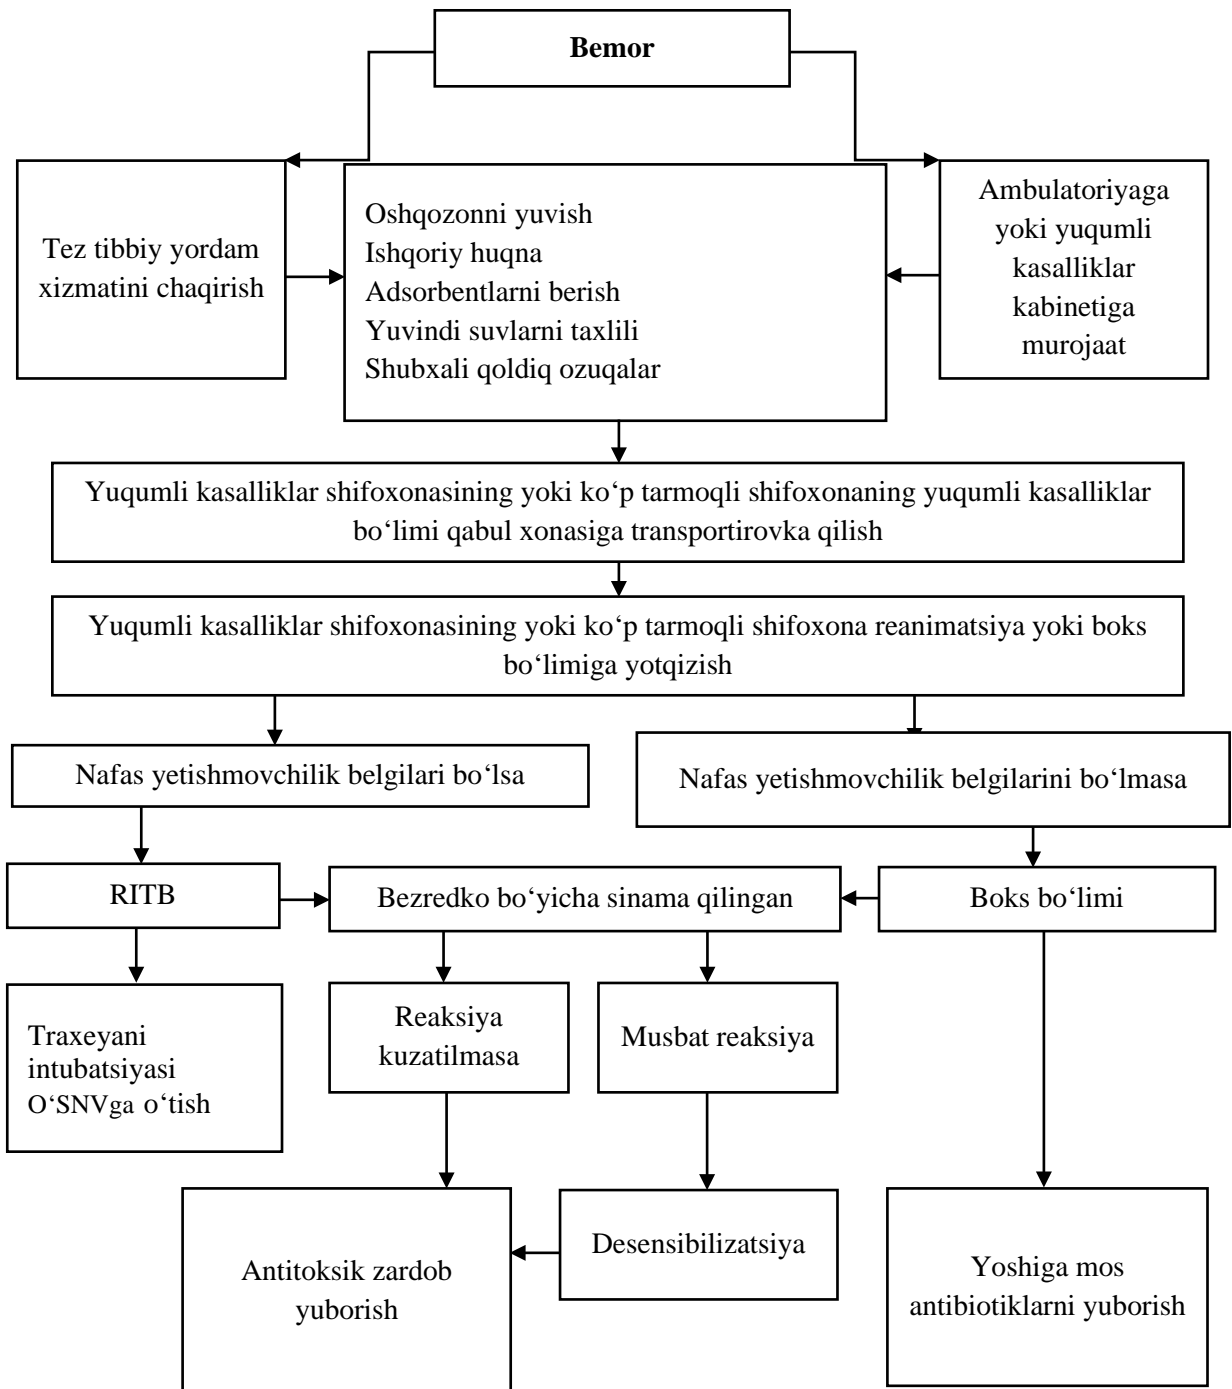 Bemor
Tez tibbiy yordam
xizmatini chaqirish
Oshqozonni yuvish
Ishqoriy huqna
Adsorbentlarni berish
Yuvindi suvlarni taxlili
Shubxali qoldiq ozuqalar
Ambulatoriyaga
yoki yuqumli
kasalliklar
kabinetiga
murojaat
Yuqumli kasalliklar shifoxonasining yoki ko‘p tarmoqli shifoxonaning yuqumli kasalliklar
bo‘limi qabul xonasiga transportirovka qilish
Yuqumli kasalliklar shifoxonasining yoki ko‘p tarmoqli shifoxona reanimatsiya yoki boks
bo‘limiga yotqizish
Nafas yetishmovchilik belgilari bo‘lsa
Nafas yetishmovchilik belgilarini bo‘lmasa
RITB
Bezredko bo‘yicha sinama qilingan
Boks bo‘limi
Traxeyani
intubatsiyasi
O‘SNVga o‘tish
Reaksiya
kuzatilmasa
Musbat reaksiya
Antitoksik zardob
yuborish
Desensibilizatsiya
Yoshiga mos
antibiotiklarni yuborish